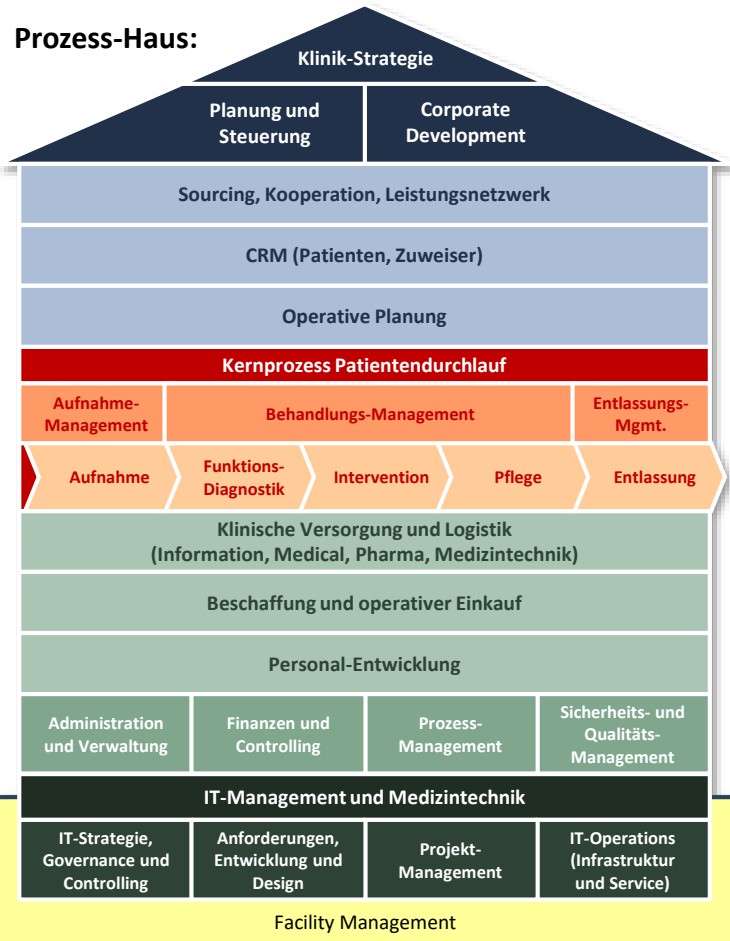 Prozess-Haus:
Klinik-Strategie
Planung und
Steuerung
Corporate
Development
Sourcing, Kooperation, Leistungsnetzwerk
CRM (Patienten, Zuweiser)
Operative Planung
Kernprozess Patientendurchlauf
Aufnahme-
Management
Behandlungs-Management
Entlassungs-
Mgmt.
Aufnahme
Funktions-
Diagnostik
Intervention
Pflege
Entlassung
Klinische Versorgung und Logistik
(Information, Medical, Pharma, Medizintechnik)
Beschaffung und operativer Einkauf
Personal-Entwicklung
Administration
und Verwaltung
Finanzen und
Controlling
Prozess-
Management
Sicherheits- und
Qualitäts-
Management
IT-Management und Medizintechnik
IT-Strategie,
Governance und
Controlling
Anforderungen,
Entwicklung und
Design
Projekt-
Management
IT-Operations
(Infrastruktur
und Service)
Facility Management